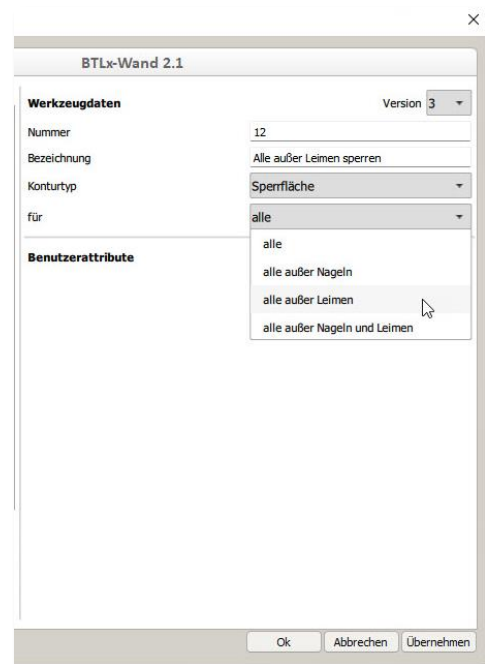 BTLx-Wand 2.1
Werkzeugdaten Version 3
Nummer 12
Bezeichnung Alle außer Leimen sperren
Konturtyp Sperrfläche
für alle
alle
Benutzerattribute
alle außer Nageln
alle außer Leimen
alle außer Nageln und Leimen
Ok Abbrechen Übernehmen